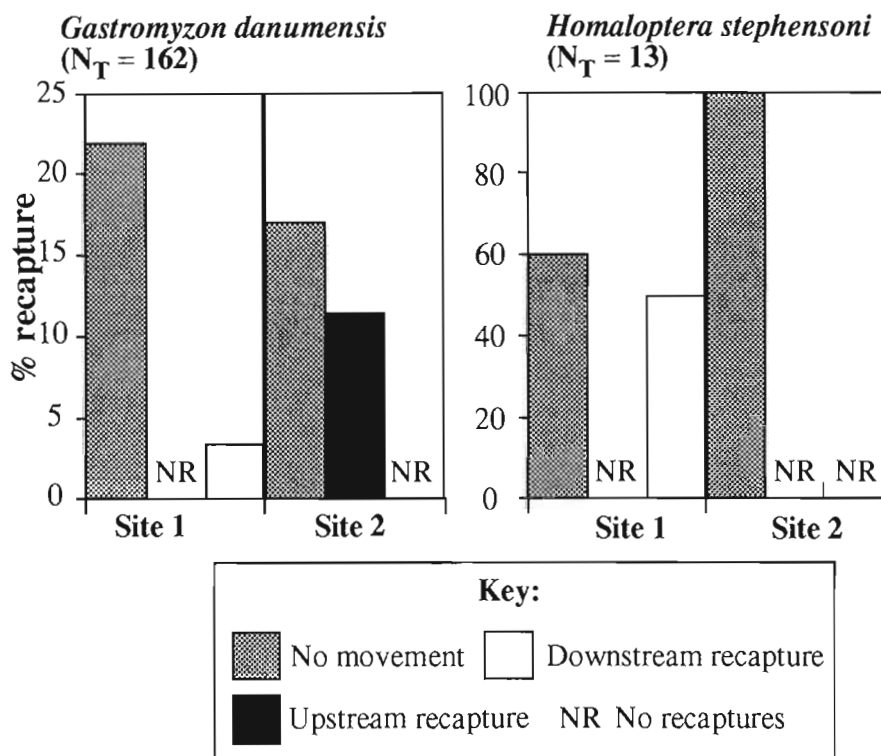 Gastromyzon danumensis
(N_T = 162)
Homaloptera stephensoni
(N_T = 13)
% recapture
25
20
15
10
5
0
NR
NR
Site 1
Site 2
100
80
60
40
20
0
NR
NR
NR
Site 1
Site 2
Key:
No movement
Downstream recapture
Upstream recapture
NR No recaptures